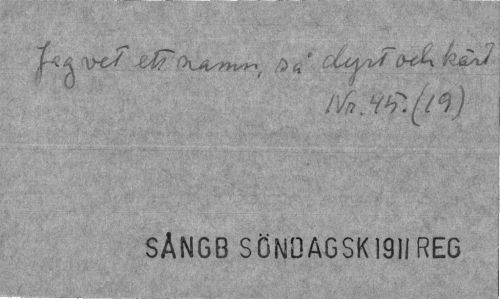 Jag vet ett namn, så dyrt och kärt
Nr. 45. (19)
SÅNGB SÖNDAGSK 1911 REG